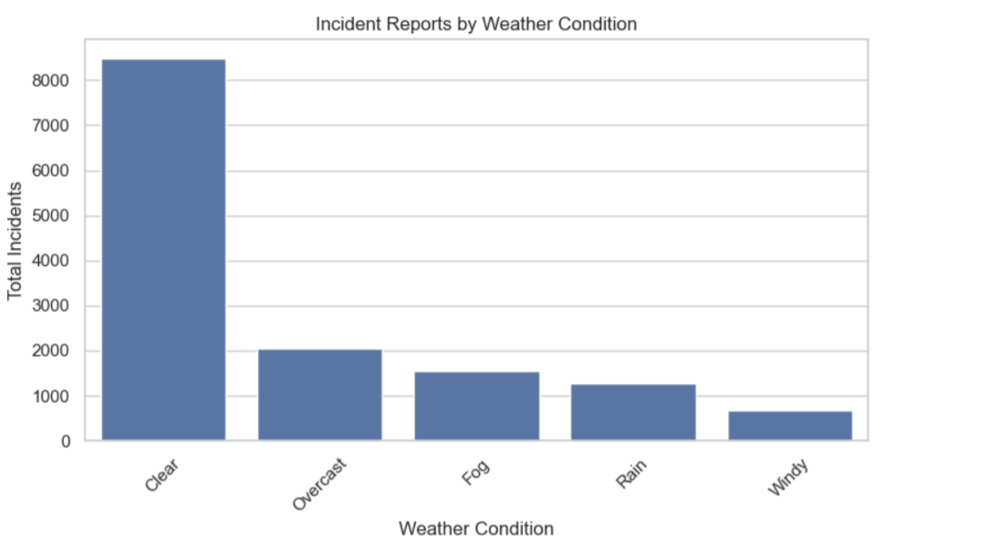 Incident Reports by Weather Condition
Total Incidents
8000
7000
6000
5000
4000
3000
2000
1000
0
Clear
Overcast
Fog
Rain
Windy
Weather Condition